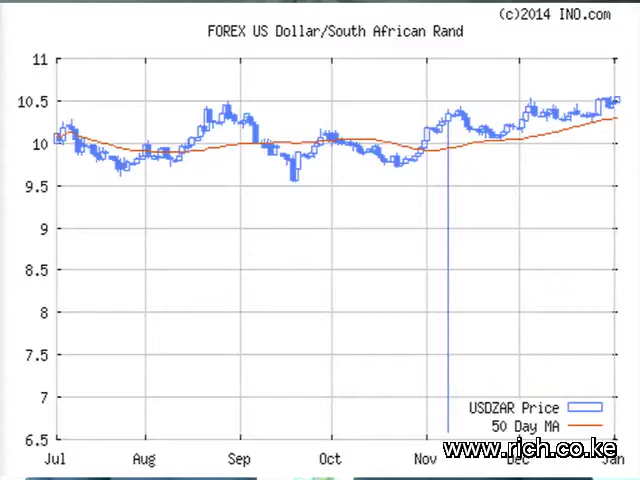 (c)2014 INO.com
FOREX US Dollar/South African Rand
11
10.5
10
9.5
9
8.5
8
7.5
7
6.5
USDZAR Price
50 Day MA
www.rich.co.ke
Jul Aug Sep Oct Nov Dec Jan